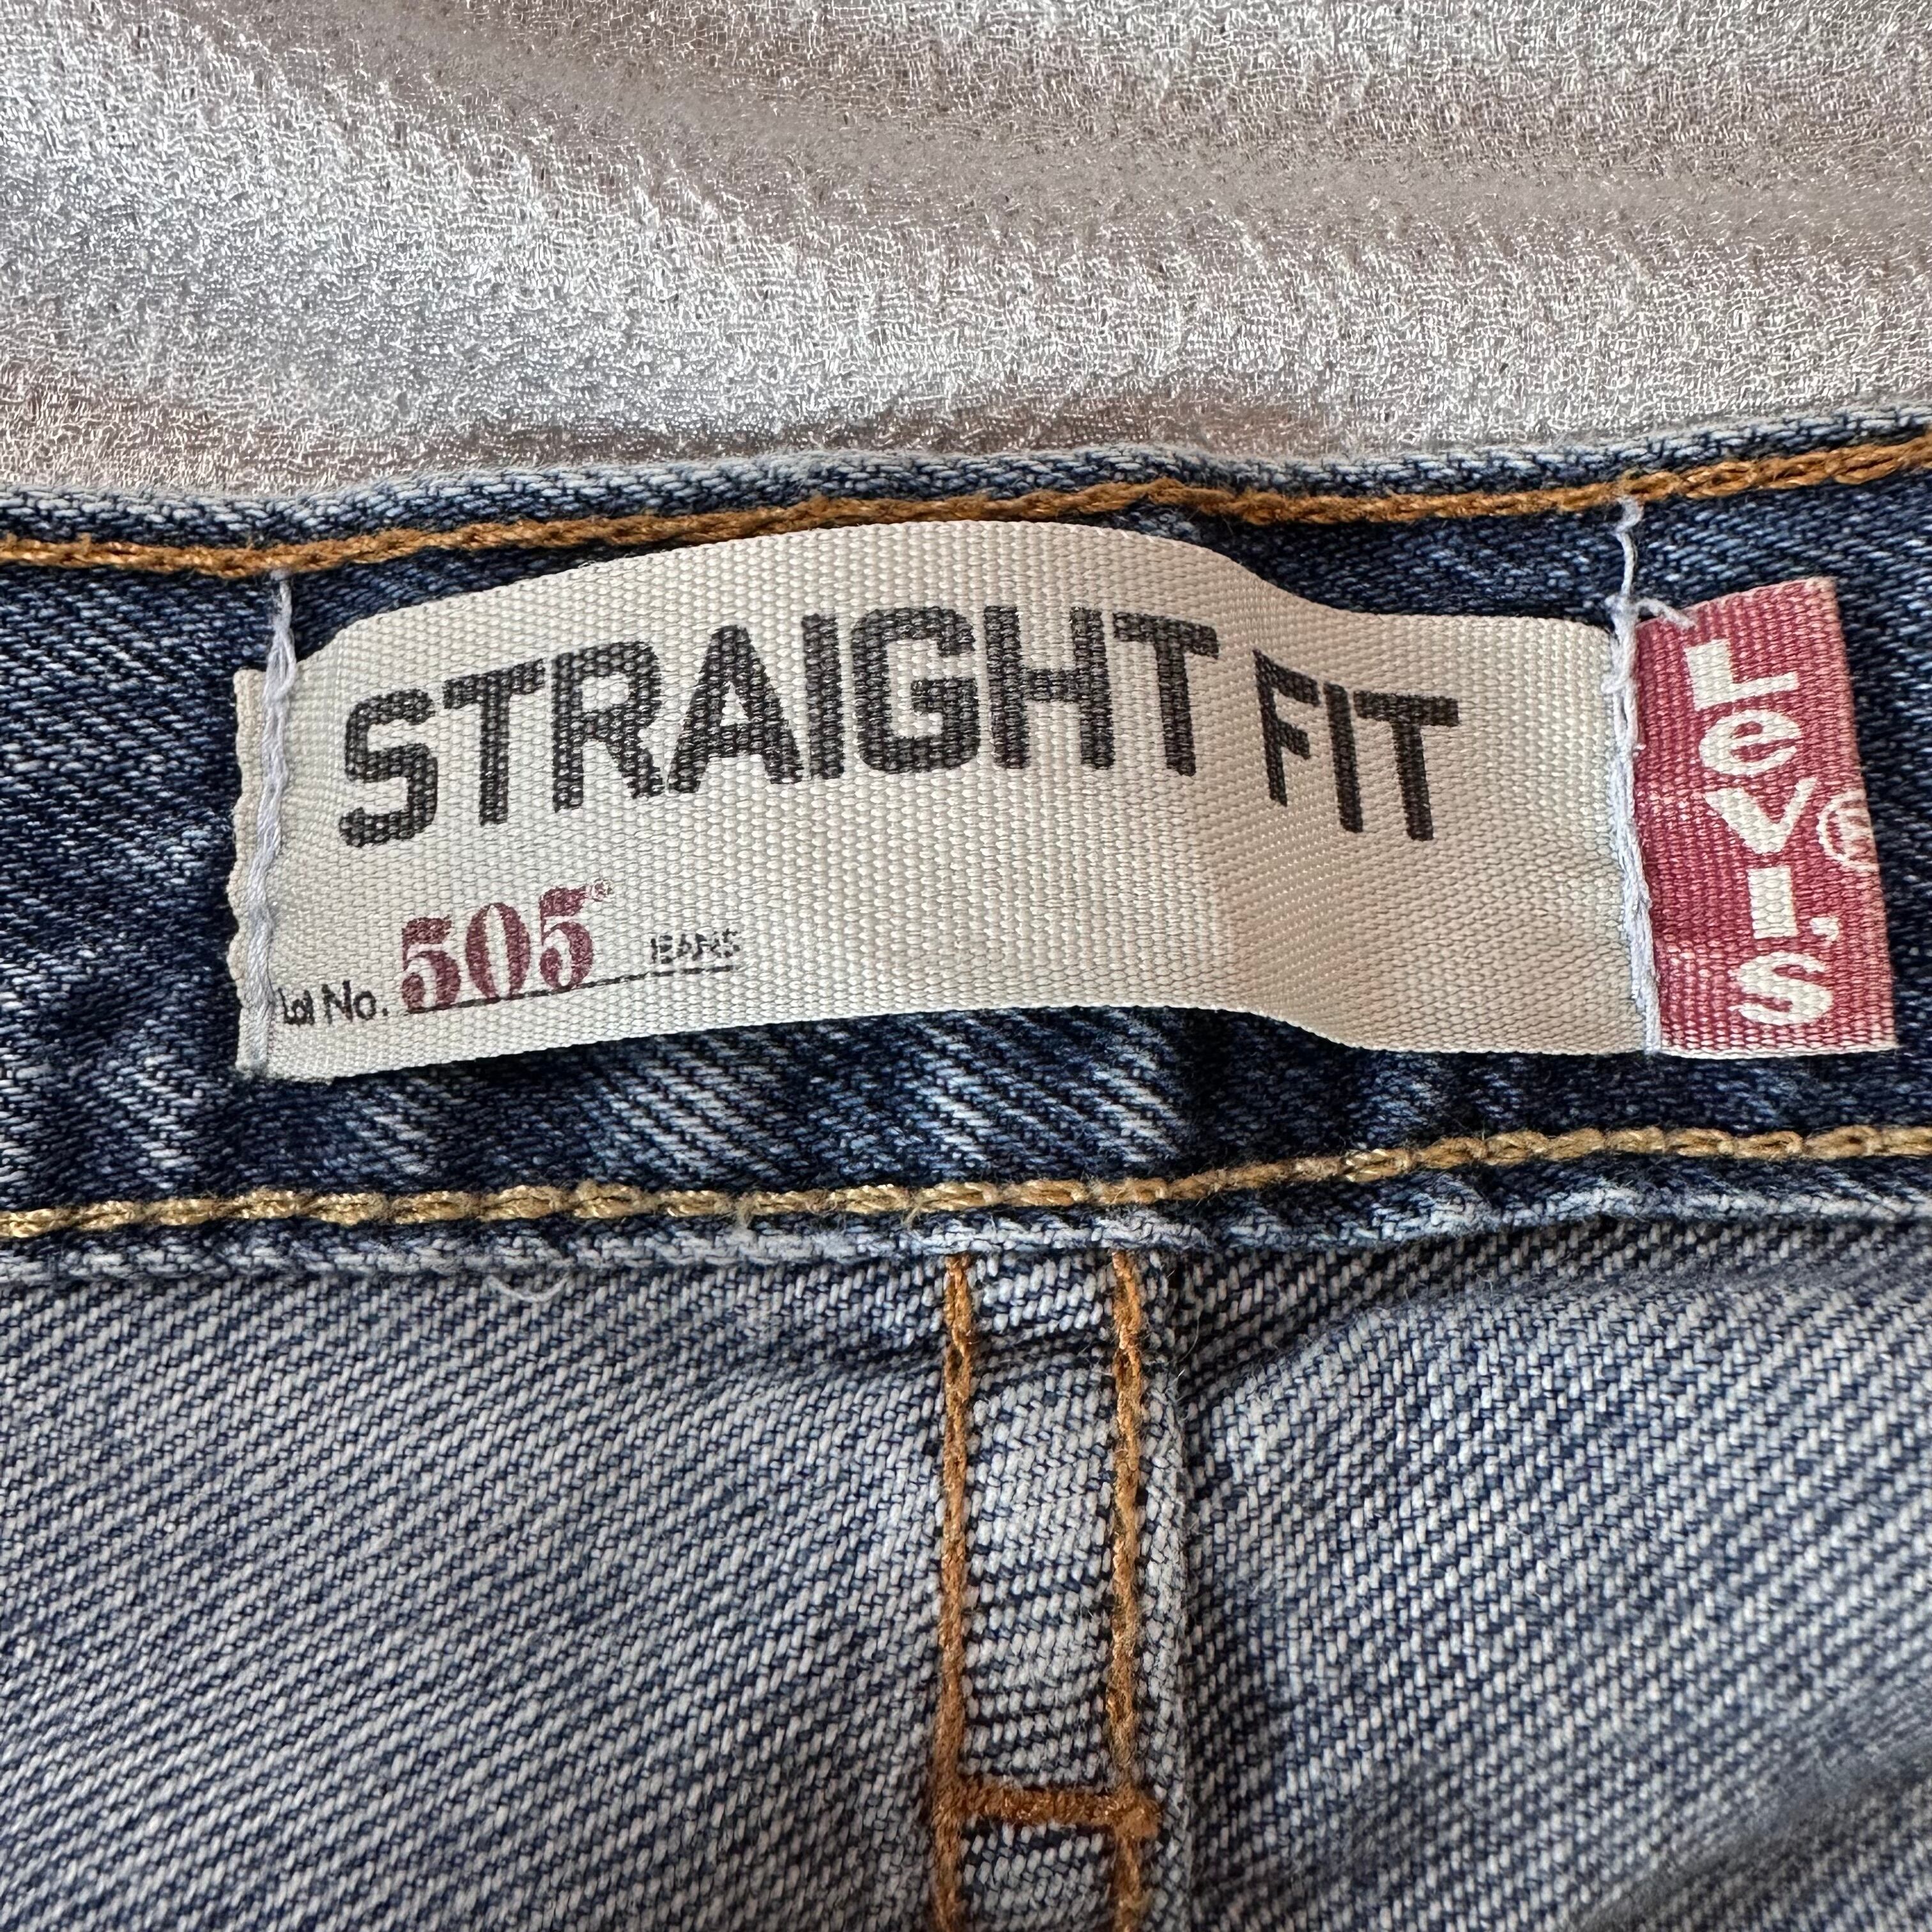 STRAIGHT FIT
Lot No. 505® JEANS
Levi's®